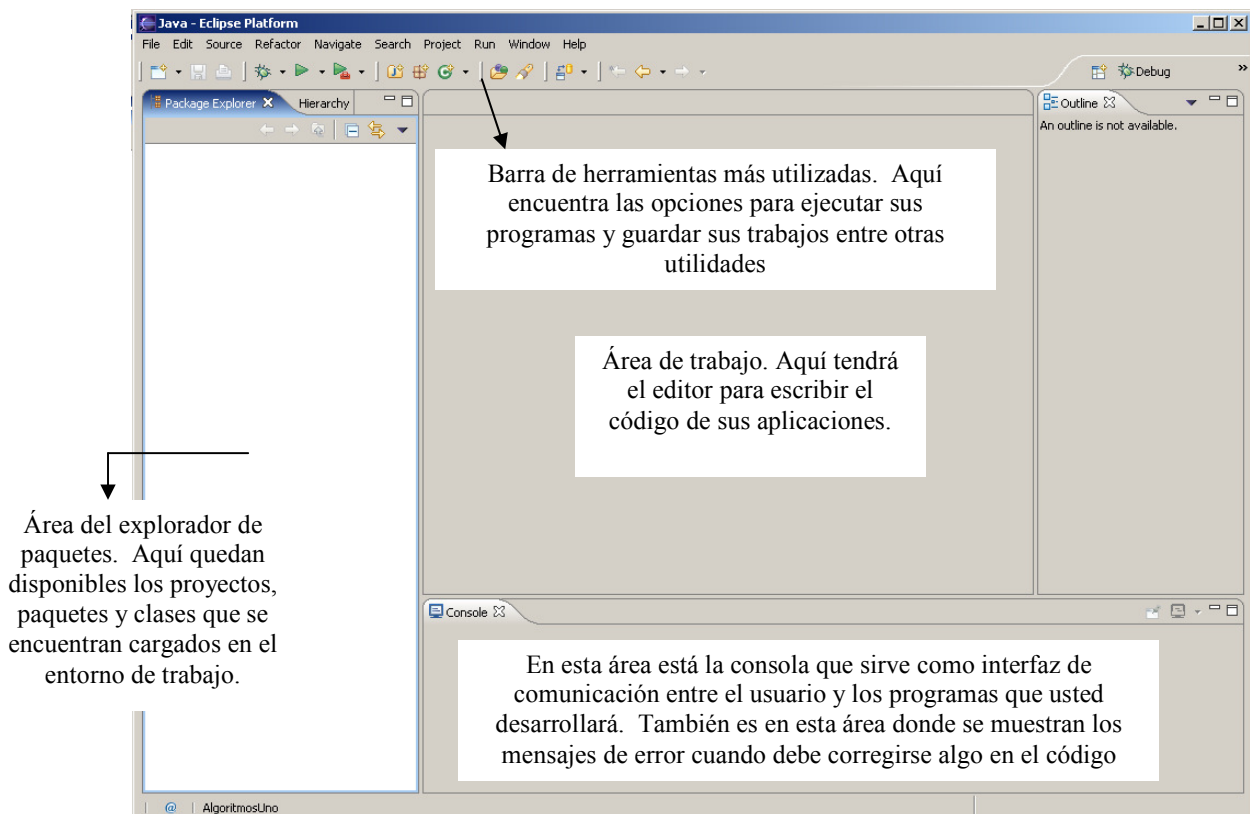 Java - Eclipse Platform
File Edit Source Refactor Navigate Search Project Run Window Help
Debug »
Package Explorer Hierarchy
Outline
An outline is not available.
Barra de herramientas más utilizadas. Aquí
encuentra las opciones para ejecutar sus
programas y guardar sus trabajos entre otras
utilidades
Área de trabajo. Aquí tendrá
el editor para escribir el
código de sus aplicaciones.
Área del explorador de
paquetes. Aquí quedan
disponibles los proyectos,
paquetes y clases que se
encuentran cargados en el
entorno de trabajo.
Console
En esta área está la consola que sirve como interfaz de
comunicación entre el usuario y los programas que usted
desarrollará. También es en esta área donde se muestran los
mensajes de error cuando debe corregirse algo en el código
@ AlgoritmosUno